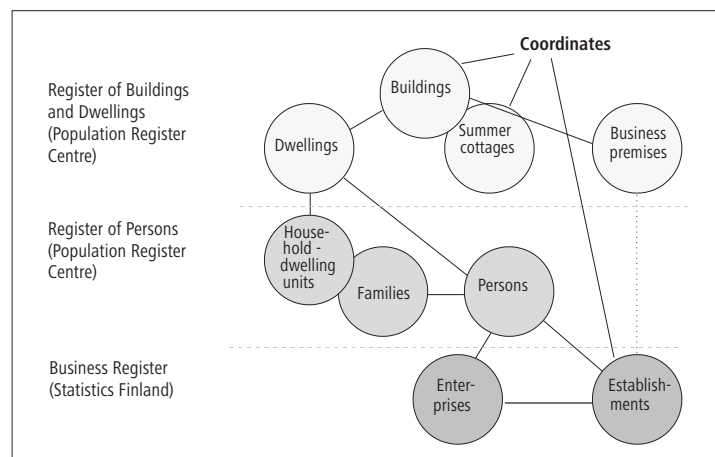 Coordinates
Register of Buildings
and Dwellings
(Population Register
Centre)
Buildings
Dwellings
Summer
cottages
Business
premises
Register of Persons
(Population Register
Centre)
House-
hold -
dwelling
units
Families
Persons
Business Register
(Statistics Finland)
Enter-
prises
Establish-
ments